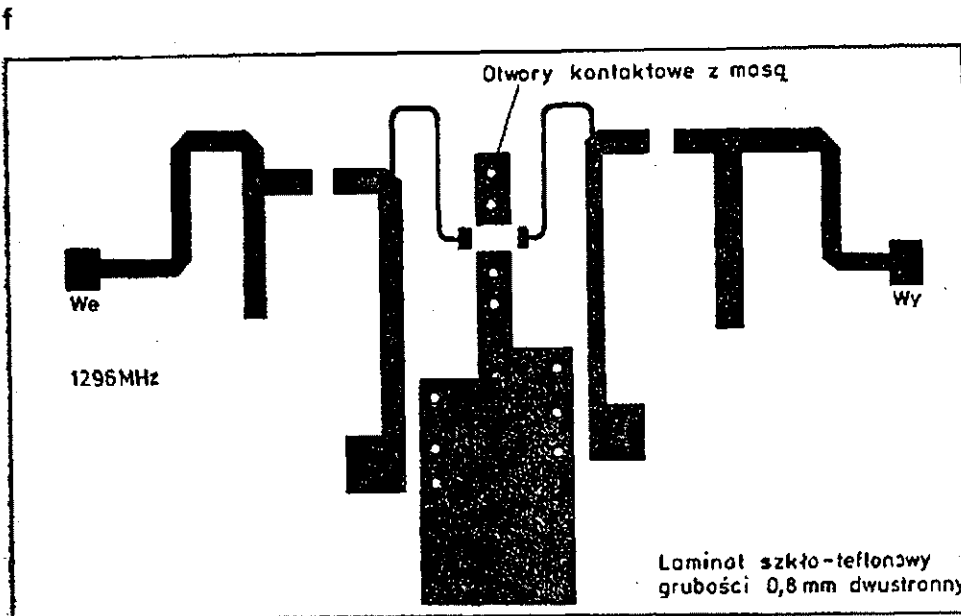 f
Otwory kontaktowe z masą
We
Wy
1296MHz
Laminat szkło-teflonowy
grubości 0,8 mm dwustronny